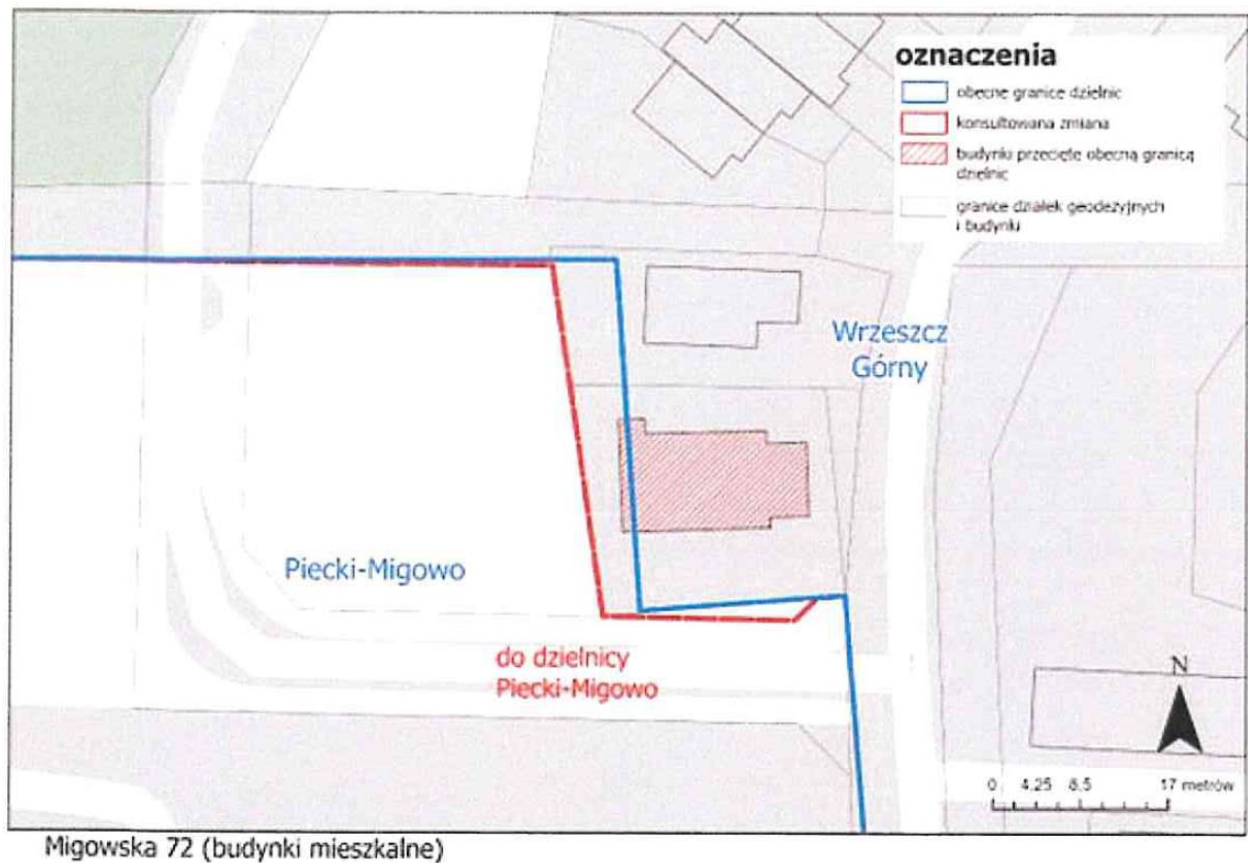 oznaczenia
obecne granice dzielnic
konsultowana zmiana
budynki przecięte obecną granicą
dzielnic
granice działek geodezyjnych
i budynki
Wrzeszcz
Górny
Piecki-Migowo
do dzielnicy
Piecki-Migowo
N
0 4,25 8,5 17 metrów
Migowska 72 (budynki mieszkalne)